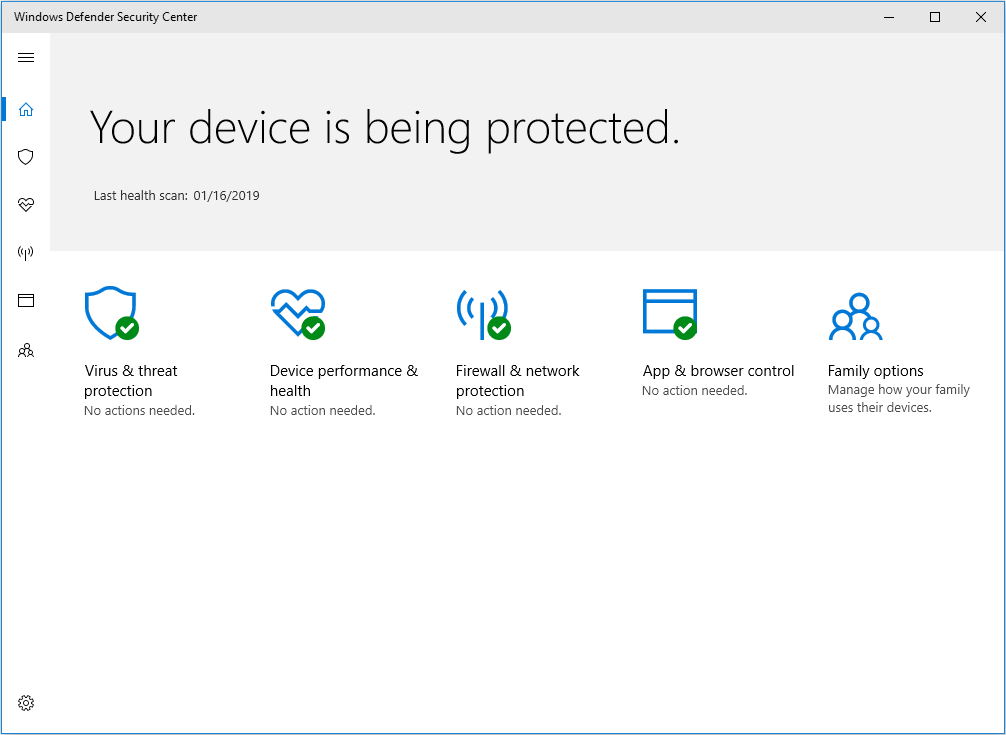 Windows Defender Security Center
Your device is being protected.
Last health scan: 01/16/2019
Virus & threat
protection
No actions needed.
Device performance &
health
No action needed.
Firewall & network
protection
No action needed.
App & browser control
No action needed.
Family options
Manage how your family
uses their devices.